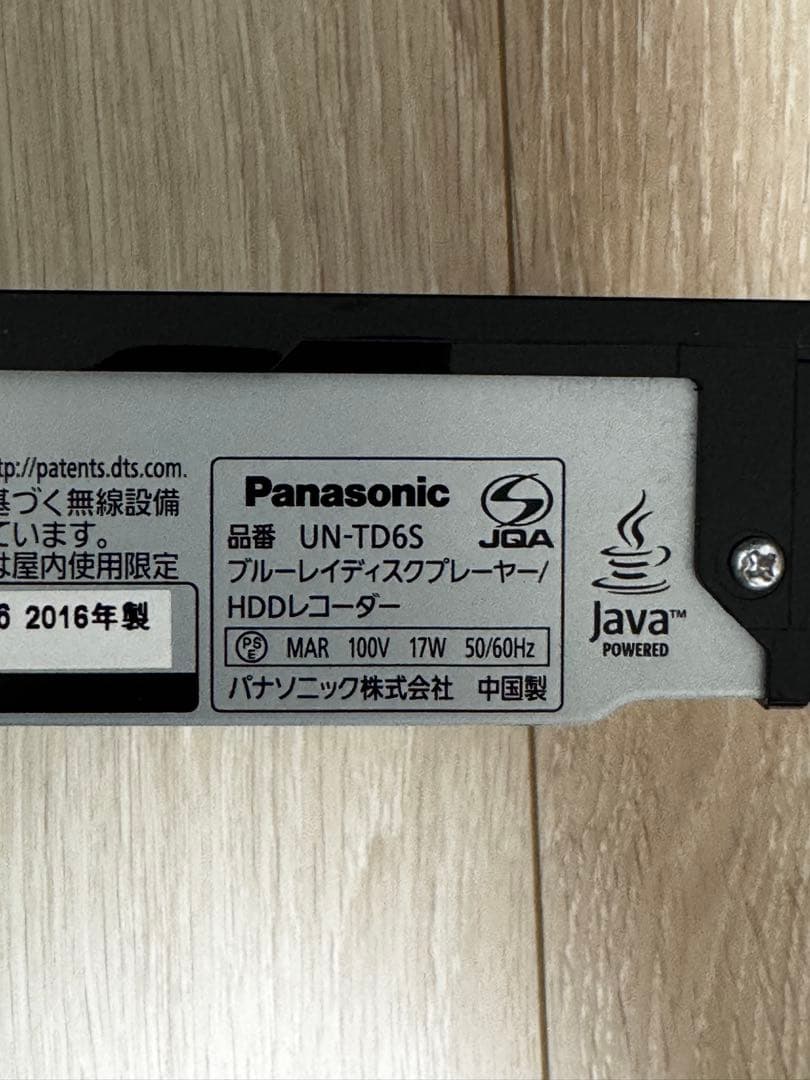 tp://patents.dts.com.
基づく無線設備
ています。
は屋内使用限定
6 2016年製
Panasonic
JQA
品番 UN-TD6S
ブルーレイディスクプレーヤー/
HDDレコーダー
PSE MAR 100V 17W 50/60Hz
パナソニック株式会社 中国製
Java™
POWERED